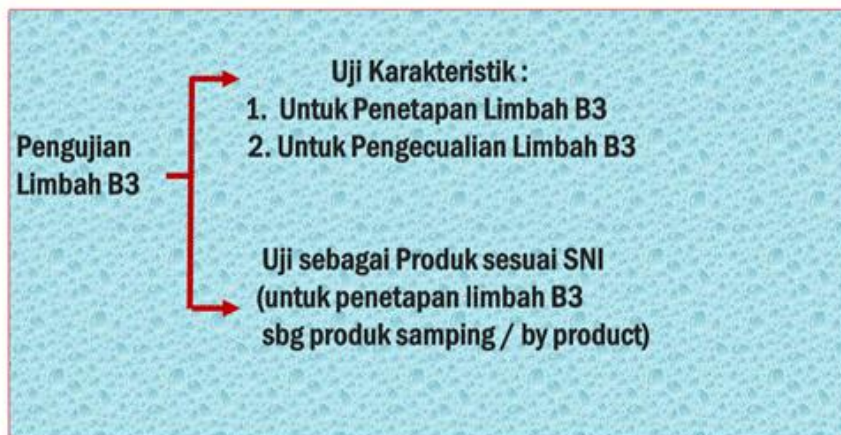 Pengujian
Limbah B3
Uji Karakteristik :
1. Untuk Penetapan Limbah B3
2. Untuk Pengecualian Limbah B3
Uji sebagai Produk sesuai SNI
(untuk penetapan limbah B3
sbg produk samping / by product)